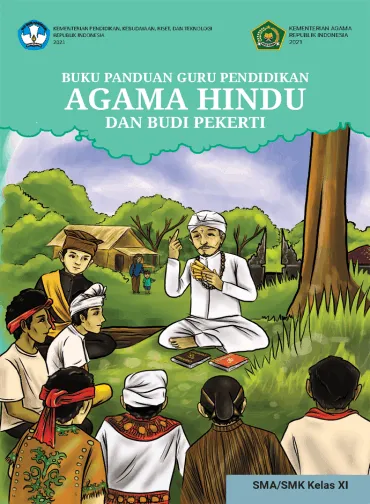 KEMENTERIAN PENDIDIKAN, KEBUDAYAAN, RISET, DAN TEKNOLOGI
REPUBLIK INDONESIA
2021
KEMENTERIAN AGAMA
REPUBLIK INDONESIA
2021
BUKU PANDUAN GURU PENDIDIKAN
AGAMA HINDU
DAN BUDI PEKERTI
SMA/SMK Kelas XI